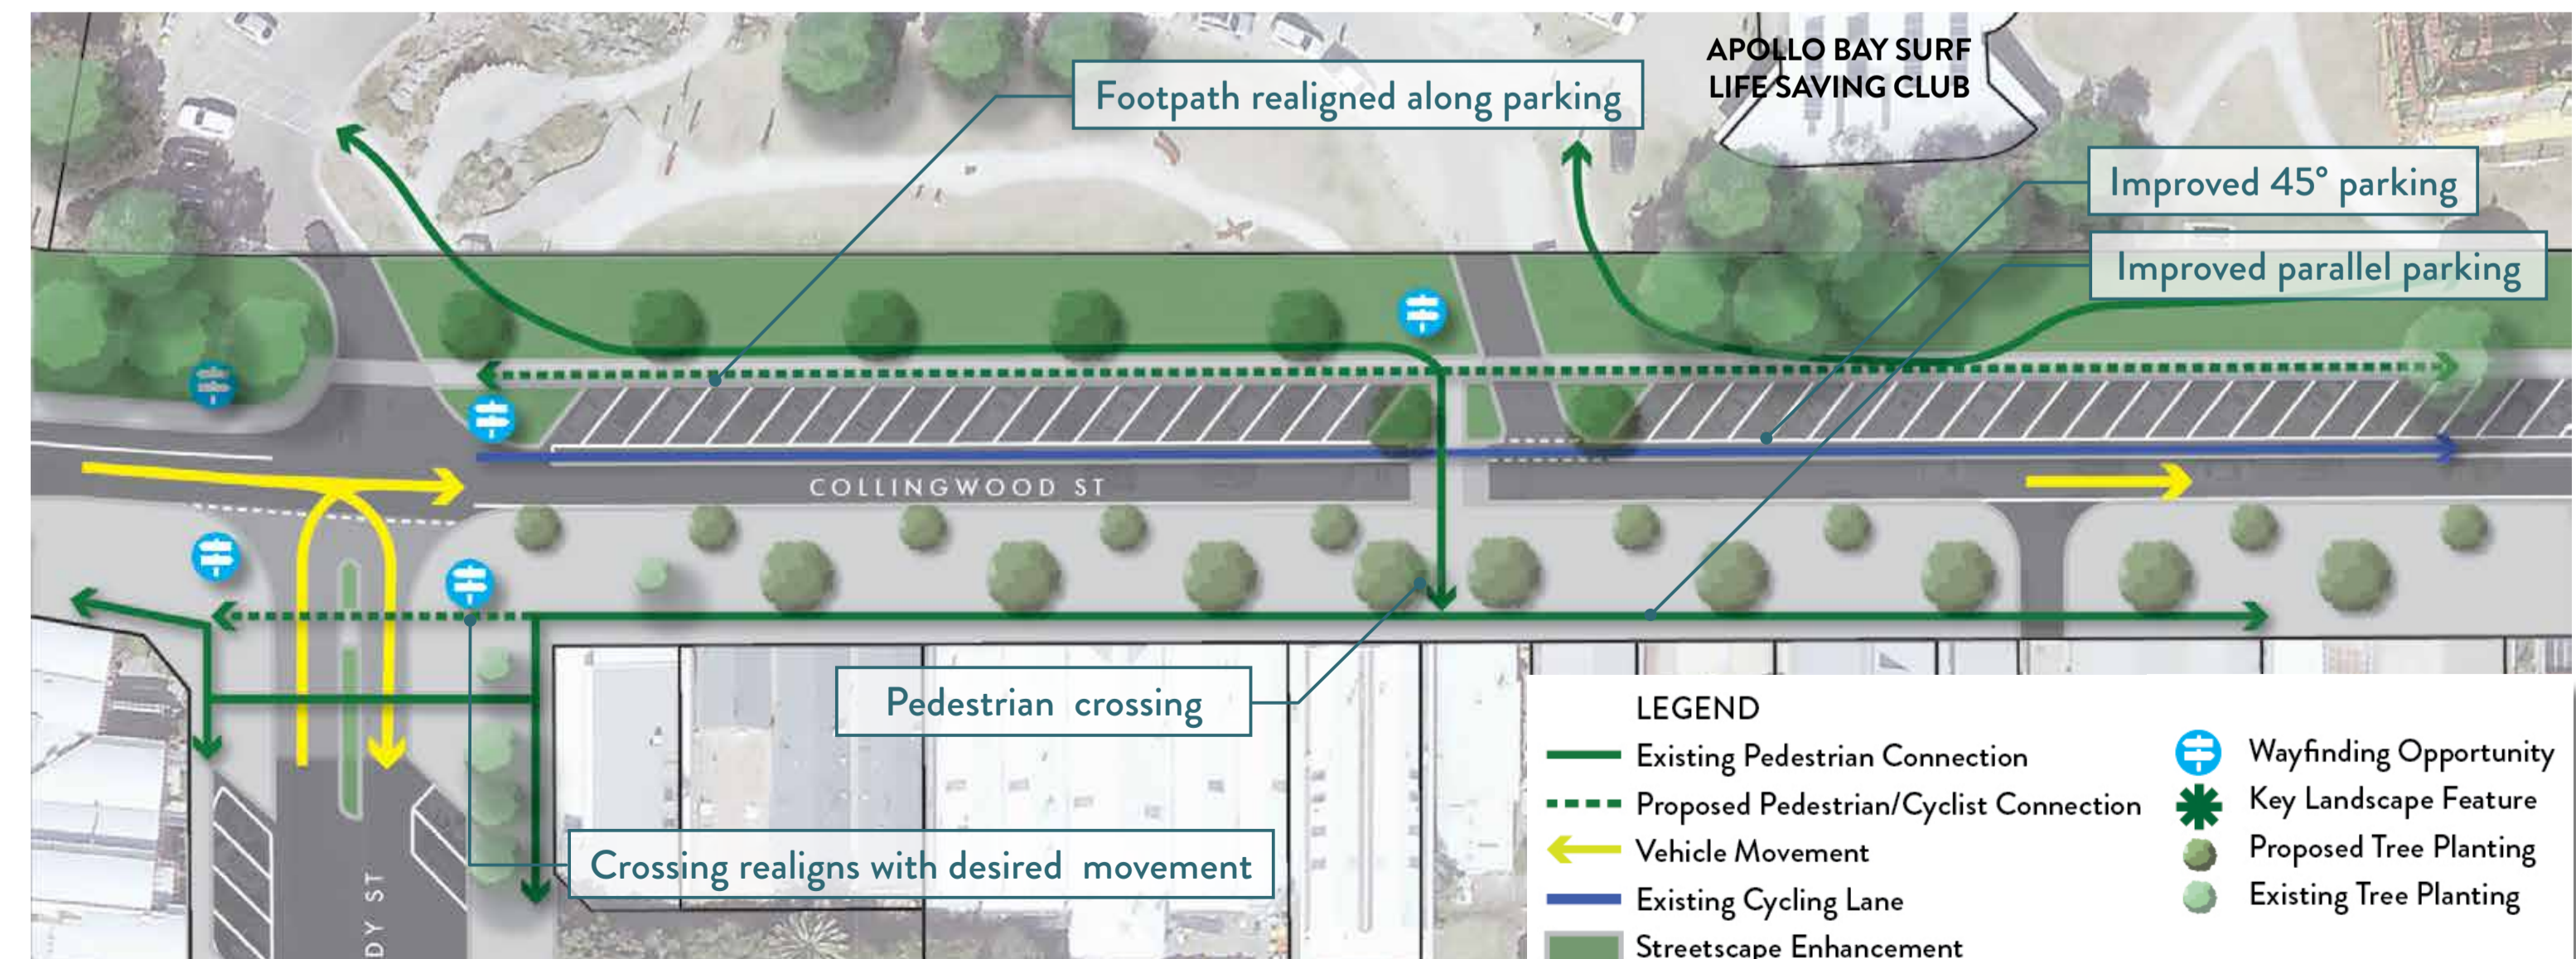 APOLLO BAY SURF
LIFE SAVING CLUB
Footpath realigned along parking
Improved 45° parking
Improved parallel parking
COLLINGWOOD ST
Pedestrian crossing
Crossing realigns with desired movement
DY ST
LEGEND
Existing Pedestrian Connection
Proposed Pedestrian/Cyclist Connection
Vehicle Movement
Existing Cycling Lane
Streetscape Enhancement
Wayfinding Opportunity
Key Landscape Feature
Proposed Tree Planting
Existing Tree Planting